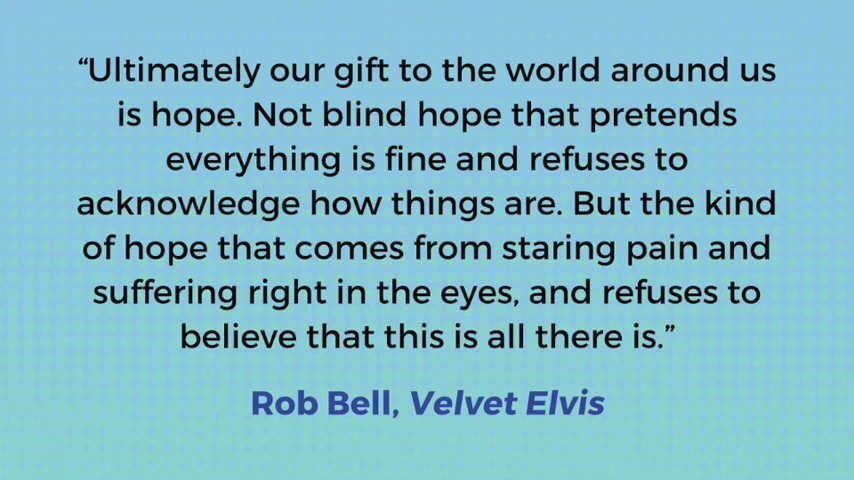 “Ultimately our gift to the world around us
is hope. Not blind hope that pretends
everything is fine and refuses to
acknowledge how things are. But the kind
of hope that comes from staring pain and
suffering right in the eyes, and refuses to
believe that this is all there is.”
Rob Bell, Velvet Elvis